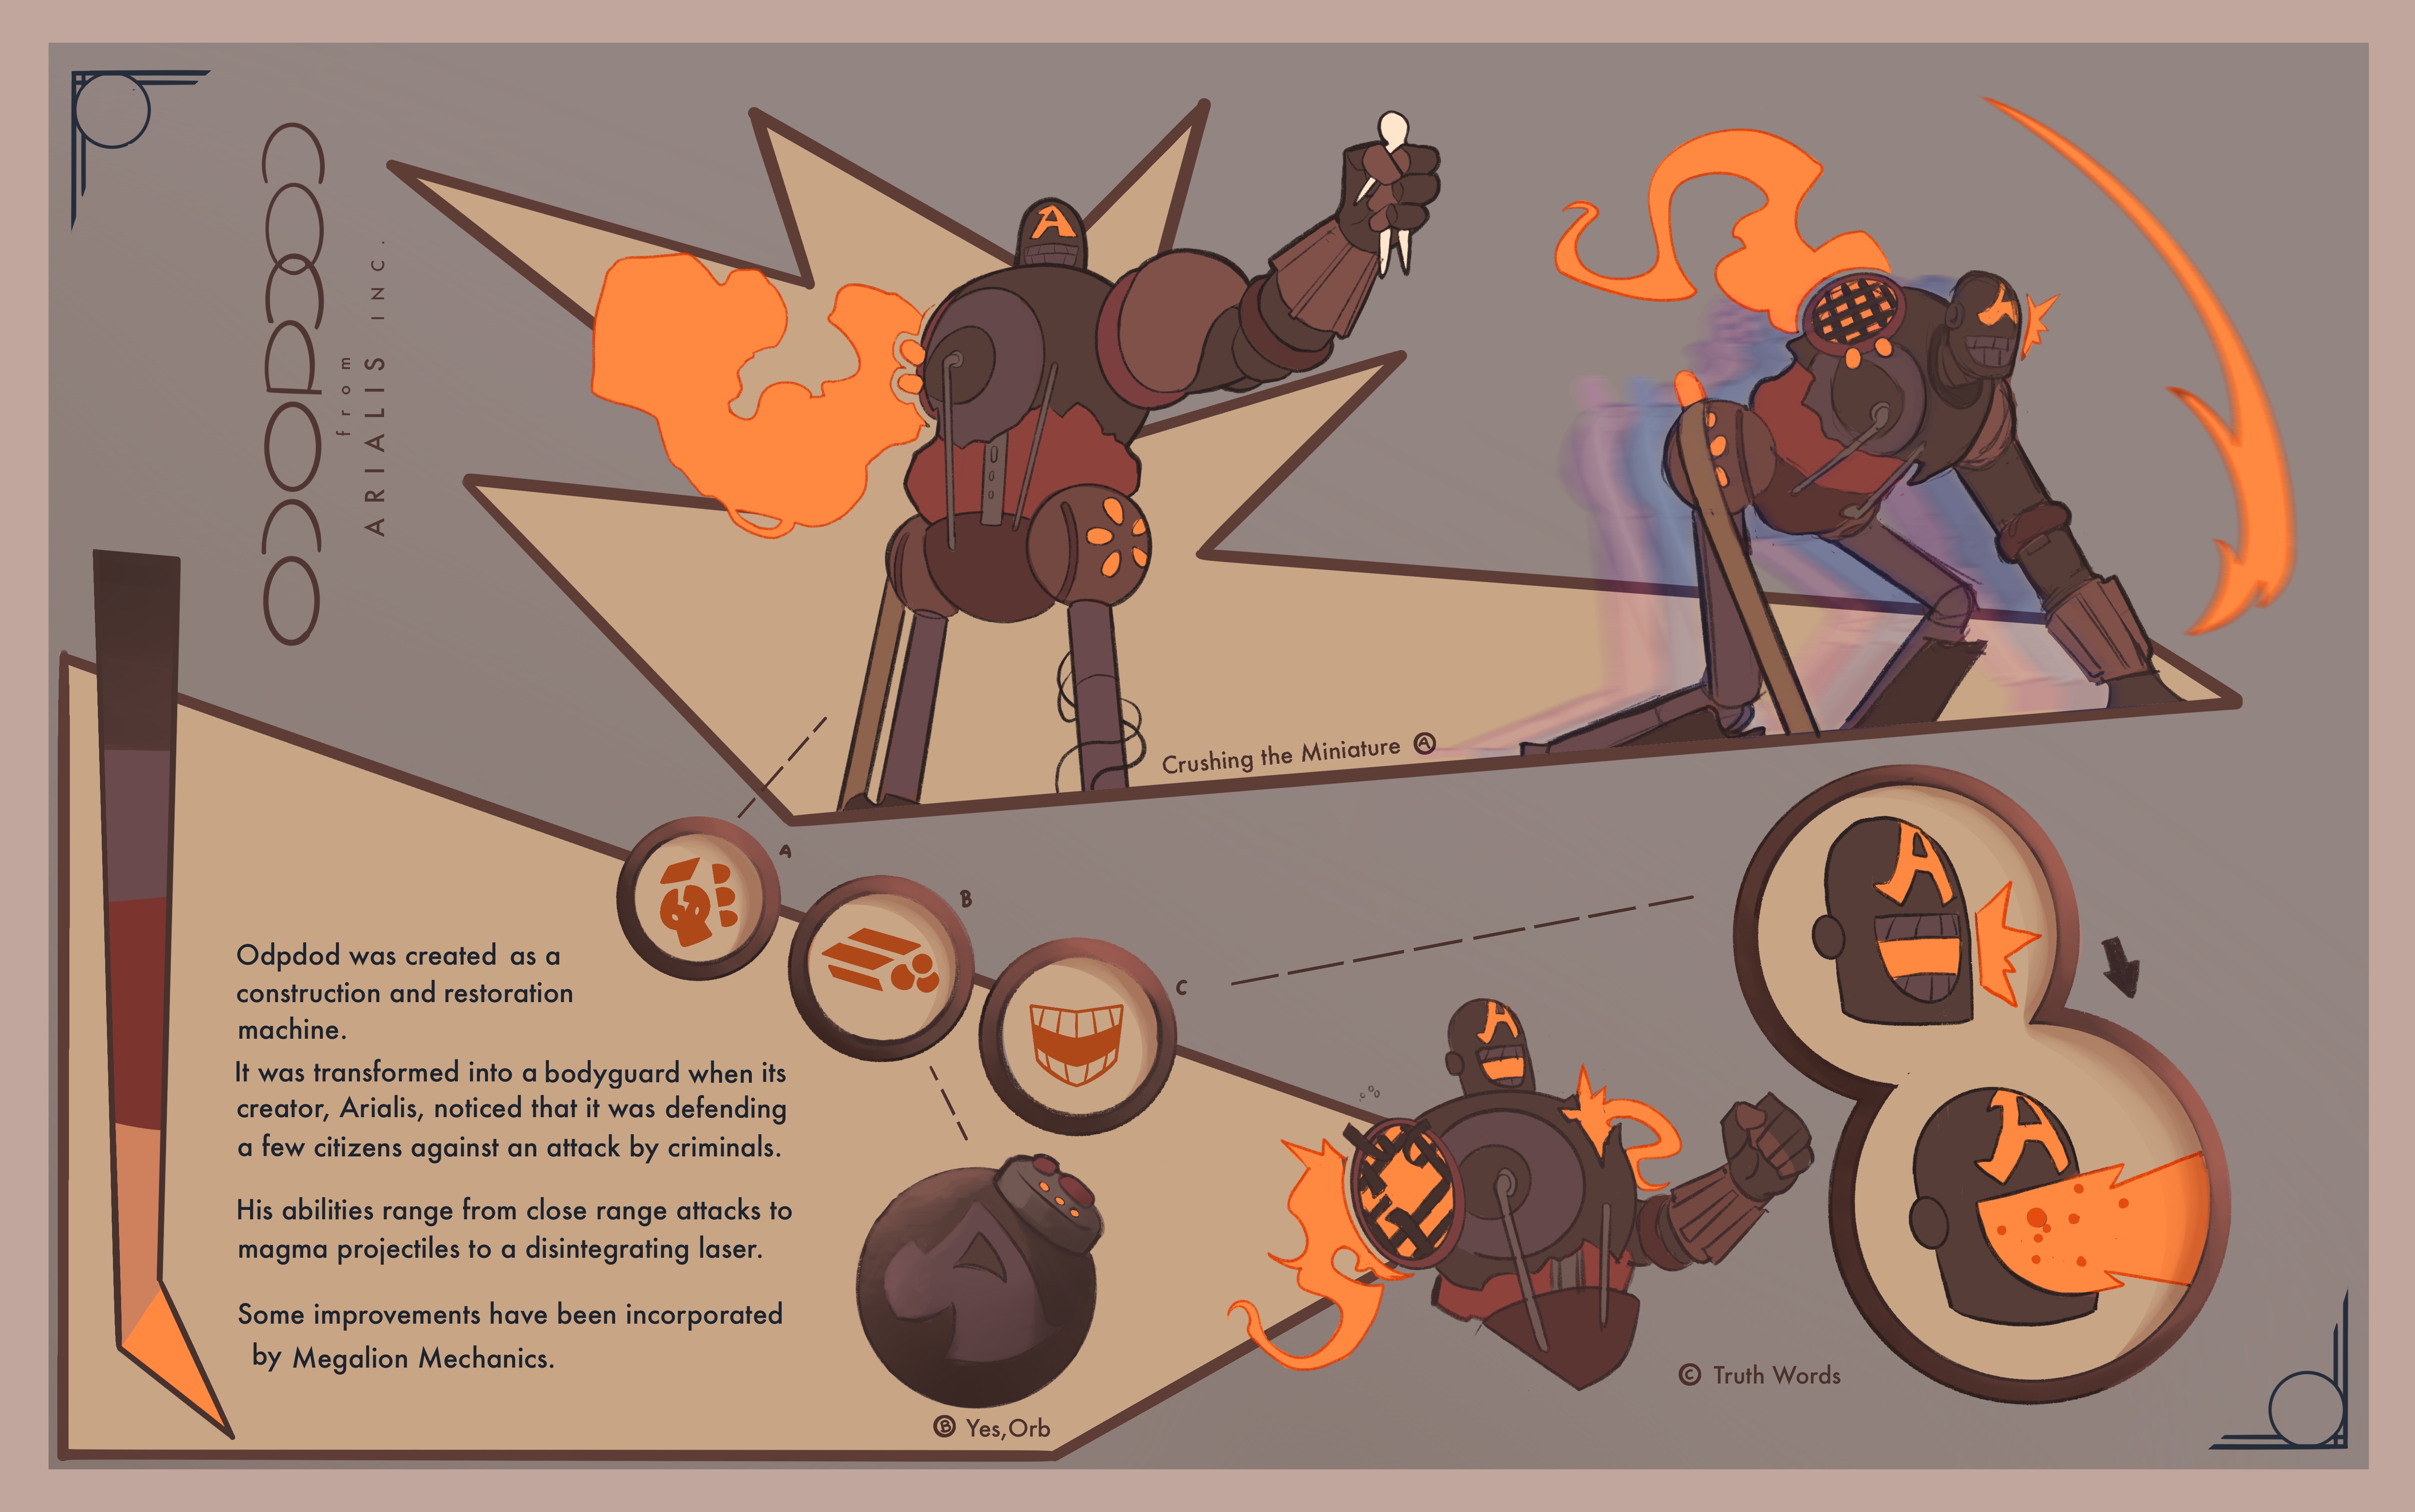 from
ARIALIS INC.
Crushing the Miniature Ⓐ
A
B
C
Odpdod was created as a
construction and restoration
machine.
It was transformed into a bodyguard when its
creator, Arialis, noticed that it was defending
a few citizens against an attack by criminals.
His abilities range from close range attacks to
magma projectiles to a disintegrating laser.
Some improvements have been incorporated
by Megalion Mechanics.
Ⓑ Yes,Orb
Ⓒ Truth Words
A
A
A
A
A